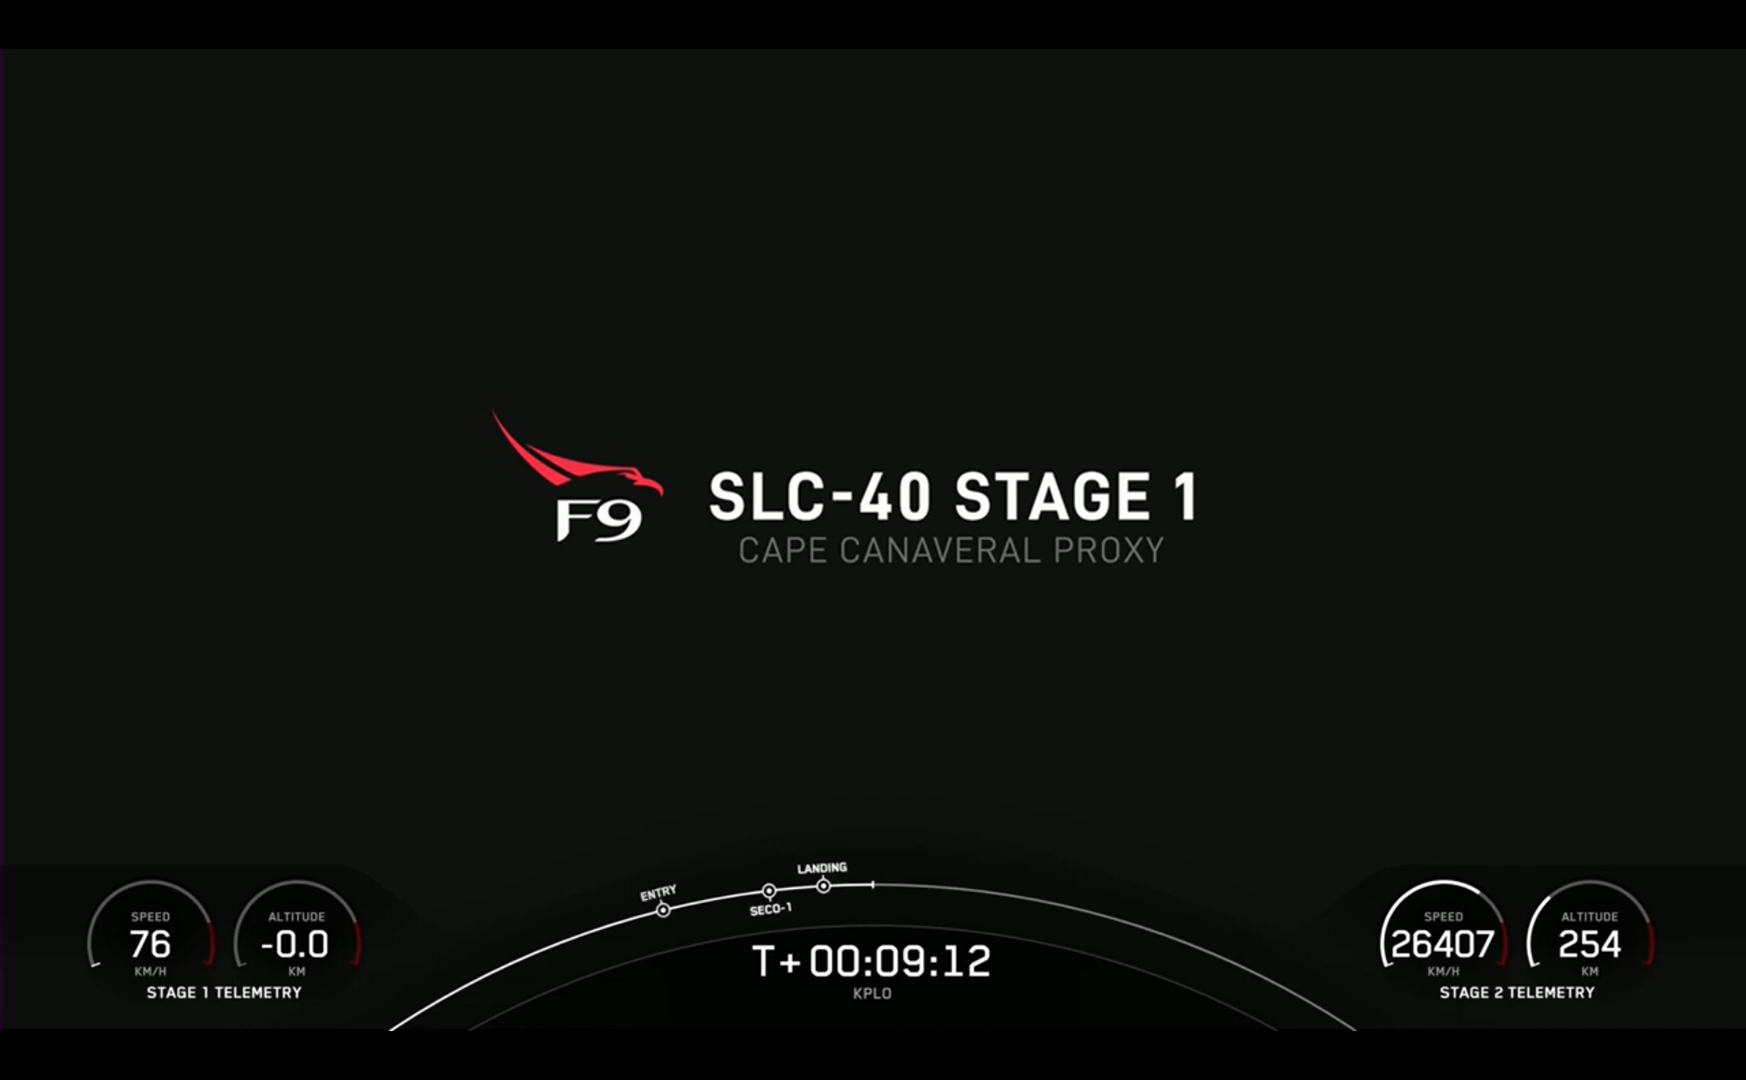 F9
SLC-40 STAGE 1
CAPE CANAVERAL PROXY
SPEED
76
KM/H
ALTITUDE
-0.0
KM
STAGE 1 TELEMETRY
ENTRY
SECO-1
LANDING
T+00:09:12
KPLO
SPEED
26407
KM/H
ALTITUDE
254
KM
STAGE 2 TELEMETRY